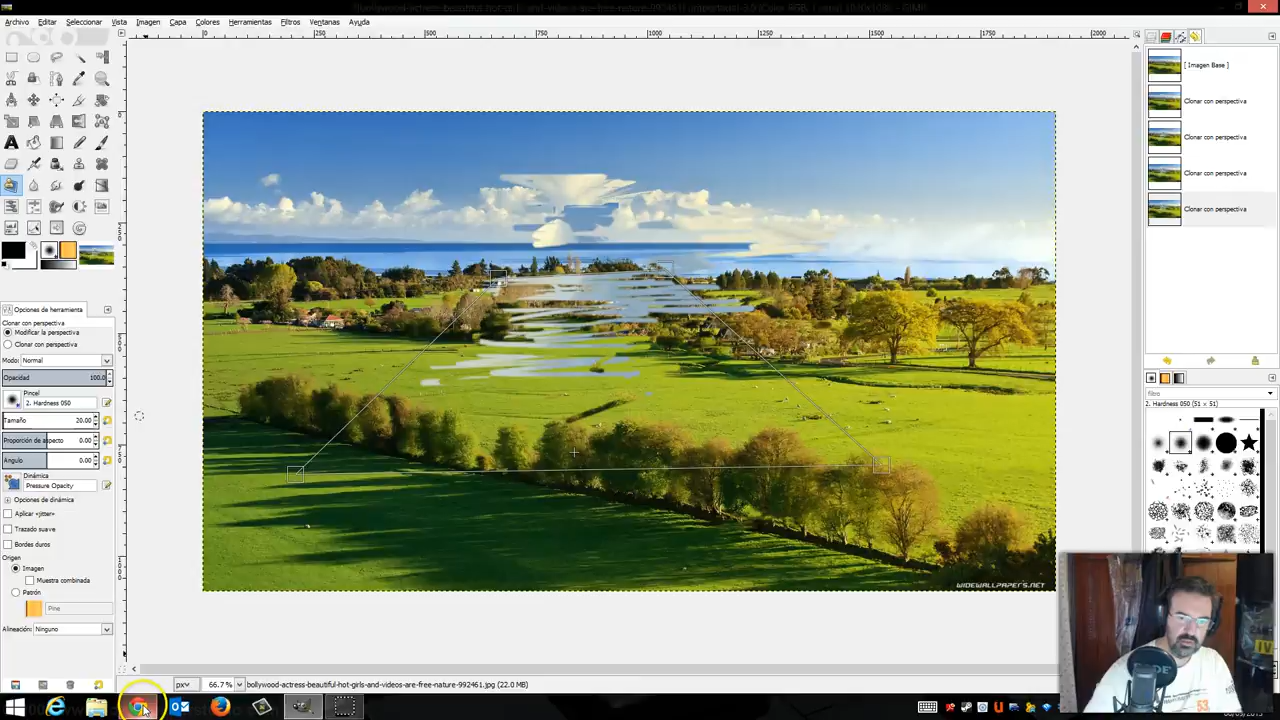 Archivo Editar Seleccionar Vista Imagen Capa Colores Herramientas Filtros Ventanas Ayuda
0 250 500 750 1000 1250 1500 1750 2000
[ Imagen Base ]
Clonar con perspectiva
Clonar con perspectiva
Clonar con perspectiva
Clonar con perspectiva
Opciones de herramienta
Clonar con perspectiva
Modificar la perspectiva
Clonar con perspectiva
Modo: Normal
Opacidad 100.0
Pincel
2. Hardness 050
Tamaño 20.00
Proporción de aspecto 0.00
Ángulo 0.00
Dinámica
Pressure Opacity
Opciones de dinámica
Aplicar «jitter»
Trazado suave
Bordes duros
Origen
Imagen
Muestra combinada
Patrón
Pine
Alineación: Ninguno
filtro
2. Hardness 050 (51 × 51)
WIDEWALLPAPERS.NET
px 66.7 % bollywood-actress-beautiful-hot-girls-and-videos-are-free-nature-992461.jpg (22.0 MB)